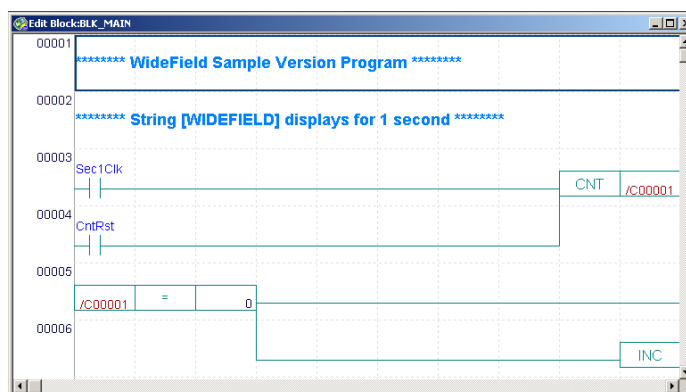 Edit Block:BLK_MAIN
00001
******** WideField Sample Version Program ********
00002
******** String [WIDEFIELD] displays for 1 second ********
00003
Sec1Clk
CNT /C00001
00004
CntRst
00005
/C00001 = 0
00006
INC